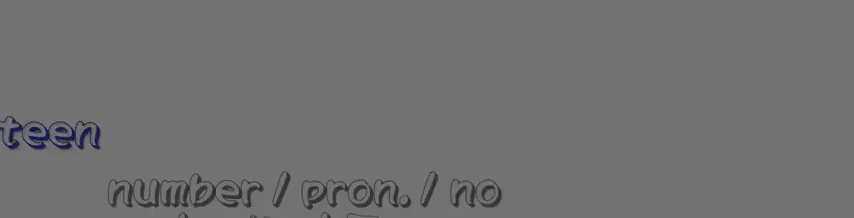 teen
number / pron. / no